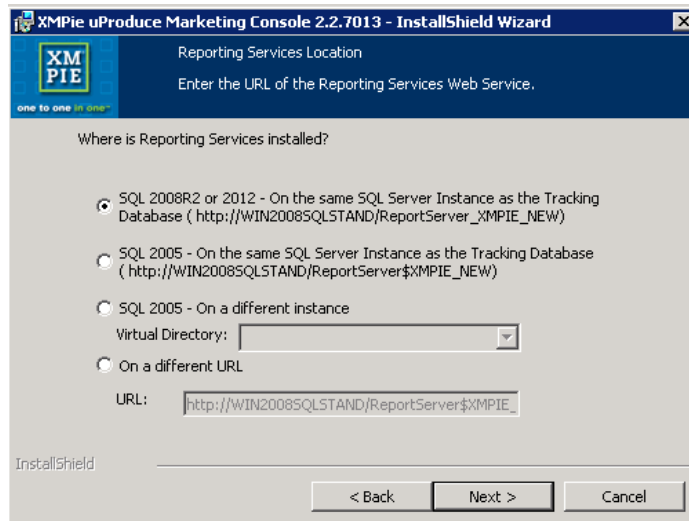 XMPie uProduce Marketing Console 2.2.7013 - InstallShield Wizard
XM
PIE
one to one in one
Reporting Services Location
Enter the URL of the Reporting Services Web Service.
Where is Reporting Services installed?
SQL 2008R2 or 2012 - On the same SQL Server Instance as the Tracking
Database ( http://WIN2008SQLSTAND/ReportServer_XMPIE_NEW)
SQL 2005 - On the same SQL Server Instance as the Tracking Database
( http://WIN2008SQLSTAND/ReportServer$XMPIE_NEW)
SQL 2005 - On a different instance
Virtual Directory:
On a different URL
URL: http://WIN2008SQLSTAND/ReportServer$XMPIE_
InstallShield
< Back Next > Cancel